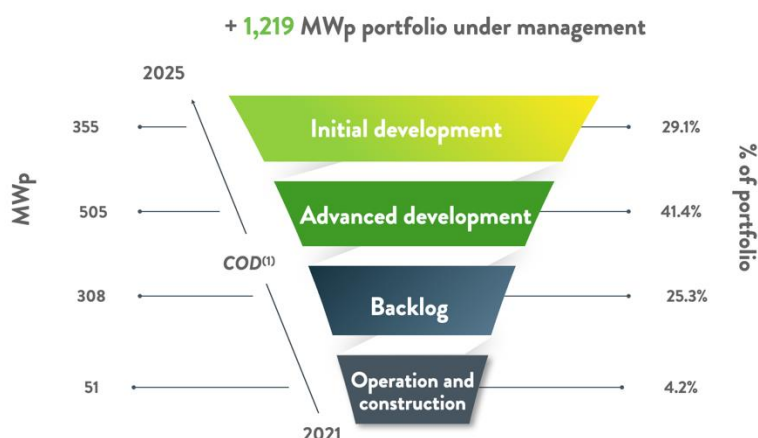 + 1,219 MWp portfolio under management
2025
355
Initial development
29.1%
MWp
505
Advanced development
41.4%
% of portfolio
COD(1)
308
Backlog
25.3%
51
Operation and
construction
4.2%
2021